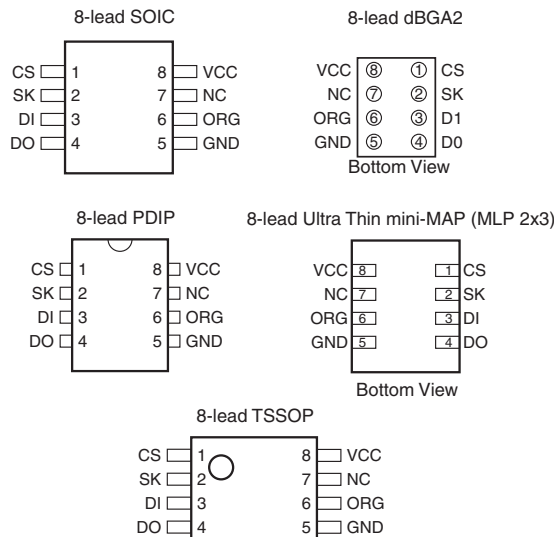 8-lead SOIC
CS 1 8 VCC
SK 2 7 NC
DI 3 6 ORG
DO 4 5 GND
8-lead dBGA2
VCC 8 1 CS
NC 7 2 SK
ORG 6 3 D1
GND 5 4 D0
Bottom View
8-lead PDIP
CS 1 8 VCC
SK 2 7 NC
DI 3 6 ORG
DO 4 5 GND
8-lead Ultra Thin mini-MAP (MLP 2x3)
VCC 8 1 CS
NC 7 2 SK
ORG 6 3 DI
GND 5 4 DO
Bottom View
8-lead TSSOP
CS 1 8 VCC
SK 2 7 NC
DI 3 6 ORG
DO 4 5 GND